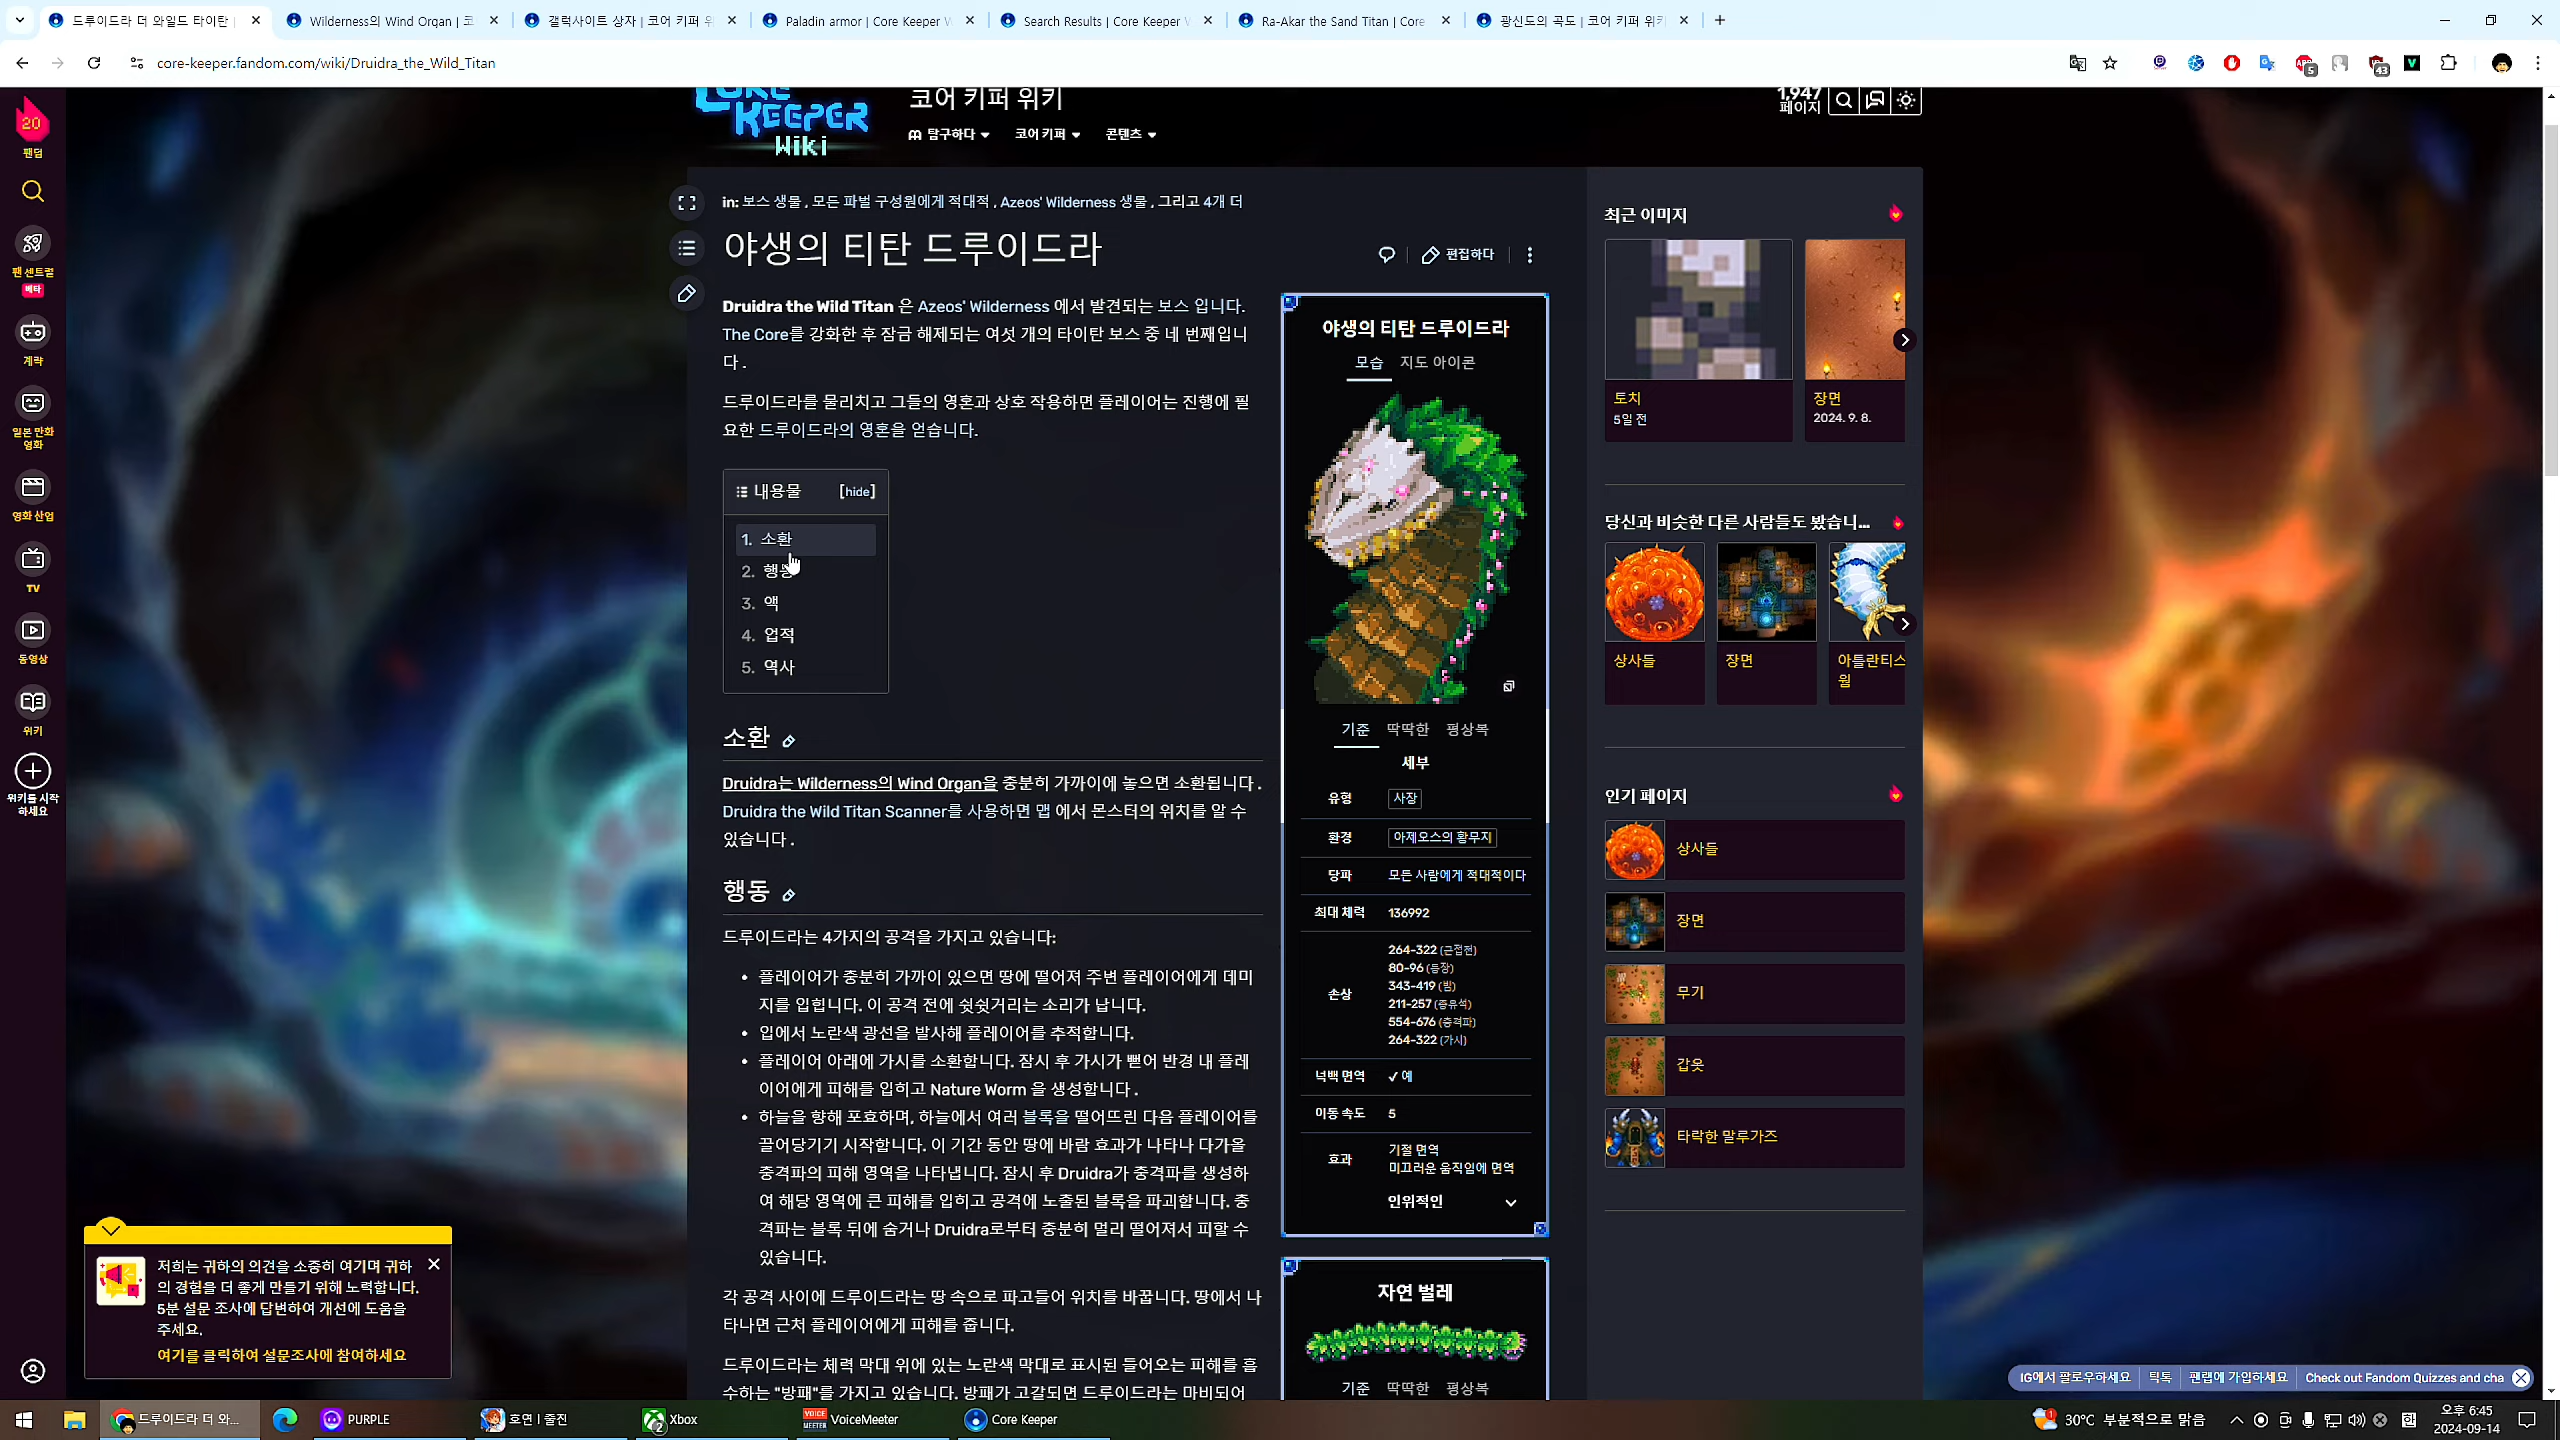 드루이드라 더 와일드 타이탄 |
Wilderness의 Wind Organ | 코
갤럭사이트 상자 | 코어 키퍼 위
Paladin armor | Core Keeper W
Search Results | Core Keeper W
Ra-Akar the Sand Titan | Core
광신도의 곡도 | 코어 키퍼 위키
core-keeper.fandom.com/wiki/Druidra_the_Wild_Titan
5
43
V
20
팬덤
팬 센트럴
베타
계략
일본 만화
영화
영화 산업
TV
동영상
위키
위키를 시작
하세요
CORE
KEEPER
Wiki
코어 키퍼 위키
탐구하다
코어 키퍼
콘텐츠
1,947
페이지
in: 보스 생물 , 모든 파벌 구성원에게 적대적 , Azeos' Wilderness 생물 , 그리고 4개 더
야생의 티탄 드루이드라
편집하다
Druidra the Wild Titan 은 Azeos' Wilderness 에서 발견되는 보스 입니다.
The Core를 강화한 후 잠금 해제되는 여섯 개의 타이탄 보스 중 네 번째입니
다 .
드루이드라를 물리치고 그들의 영혼과 상호 작용하면 플레이어는 진행에 필
요한 드루이드라의 영혼을 얻습니다.
내용물 [hide]
1. 소환
2. 행동
3. 액
4. 업적
5. 역사
소환
Druidra는 Wilderness의 Wind Organ을 충분히 가까이에 놓으면 소환됩니다 .
Druidra the Wild Titan Scanner를 사용하면 맵 에서 몬스터의 위치를 알 수
있습니다 .
행동
드루이드라는 4가지의 공격을 가지고 있습니다:
• 플레이어가 충분히 가까이 있으면 땅에 떨어져 주변 플레이어에게 데미
지를 입힙니다. 이 공격 전에 쉿쉿거리는 소리가 납니다.
• 입에서 노란색 광선을 발사해 플레이어를 추적합니다.
• 플레이어 아래에 가시를 소환합니다. 잠시 후 가시가 뻗어 반경 내 플레
이어에게 피해를 입히고 Nature Worm 을 생성합니다 .
• 하늘을 향해 포효하며, 하늘에서 여러 블록을 떨어뜨린 다음 플레이어를
끌어당기기 시작합니다. 이 기간 동안 땅에 바람 효과가 나타나 다가올
충격파의 피해 영역을 나타냅니다. 잠시 후 Druidra가 충격파를 생성하
여 해당 영역에 큰 피해를 입히고 공격에 노출된 블록을 파괴합니다. 충
격파는 블록 뒤에 숨거나 Druidra로부터 충분히 멀리 떨어져서 피할 수
있습니다.
각 공격 사이에 드루이드라는 땅 속으로 파고들어 위치를 바꿉니다. 땅에서 나
타나면 근처 플레이어에게 피해를 줍니다.
드루이드라는 체력 막대 위에 있는 노란색 막대로 표시된 들어오는 피해를 흡
수하는 "방패"를 가지고 있습니다. 방패가 고갈되면 드루이드라는 마비되어
야생의 티탄 드루이드라
모습 지도 아이콘
기준 딱딱한 평상복
세부
유형 사장
환경 아제오스의 황무지
당파 모든 사람에게 적대적이다
최대 체력 136992
손상
264-322 (근접전)
80-96 (등장)
343-419 (빔)
211-257 (종유석)
554-676 (충격파)
264-322 (가시)
넉백 면역 ✓ 예
이동 속도 5
효과
기절 면역
미끄러운 움직임에 면역
인위적인
자연 벌레
기준 딱딱한 평상복
최근 이미지
토치
5일 전
장면
2024. 9. 8.
당신과 비슷한 다른 사람들도 봤습니...
상사들
장면
아틀란티스
웜
인기 페이지
상사들
장면
무기
갑옷
타락한 말루가즈
저희는 귀하의 의견을 소중히 여기며 귀하
의 경험을 더 좋게 만들기 위해 노력합니다.
5분 설문 조사에 답변하여 개선에 도움을
주세요.
여기를 클릭하여 설문조사에 참여하세요
IG에서 팔로우하세요
틱톡
팬랩에 가입하세요
Check out Fandom Quizzes and cha
드루이드라 더 와...
PURPLE
호연 | 출진
2
Xbox
VOICE
MEETER
VoiceMeeter
Core Keeper
1
30°C 부분적으로 맑음
한
오후 6:45
2024-09-14